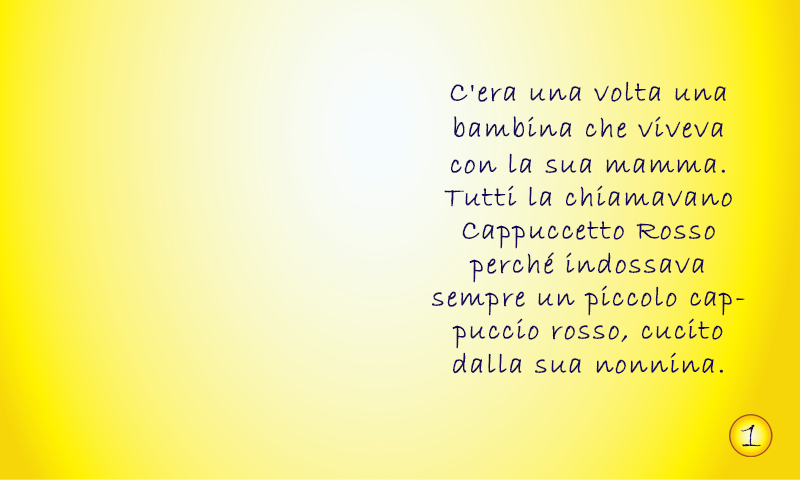 C'era una volta una
bambina che viveva
con la sua mamma.
Tutti la chiamavano
Cappuccetto Rosso
perché indossava
sempre un piccolo cap-
puccio rosso, cucito
dalla sua nonnina.
1